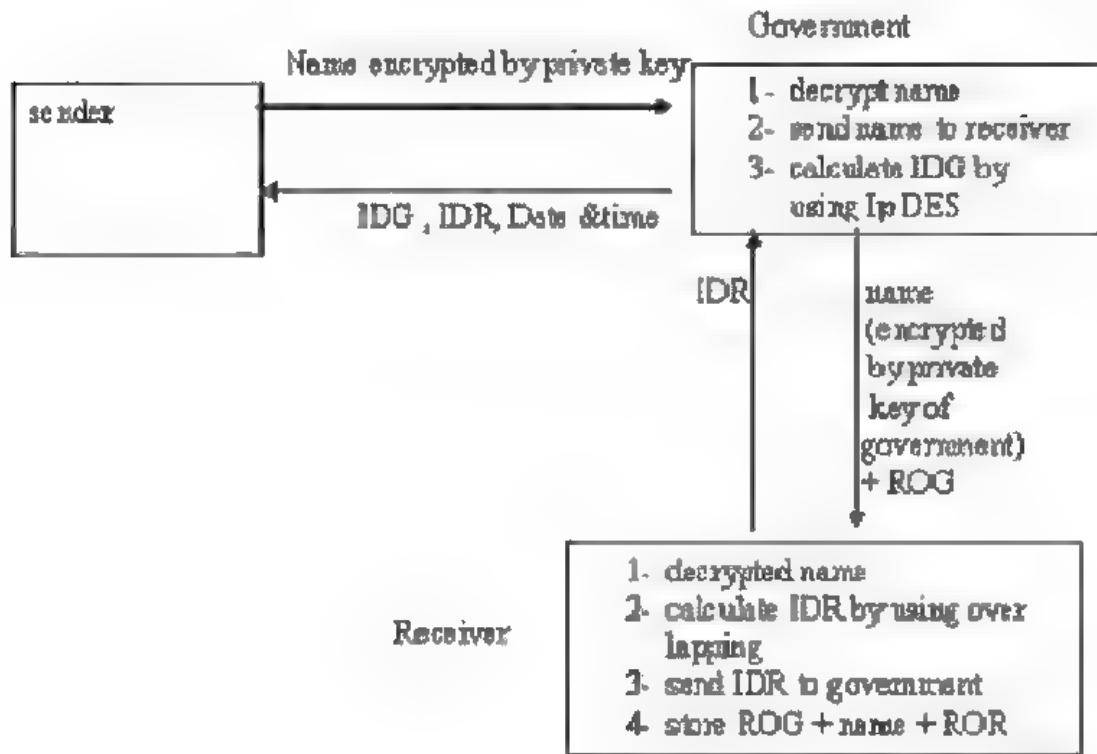 Government
Name encrypted by private key
sender
1- decrypt name
2- send name to receiver
3- calculate IDG by
using Ip DES
IDG , IDR, Date &time
IDR
name
(encrypted
by private
key of
government)
+ ROG
Receiver
1- decrypted name
2- calculate IDR by using over
lapping
3- send IDR to government
4- store ROG + name + ROR